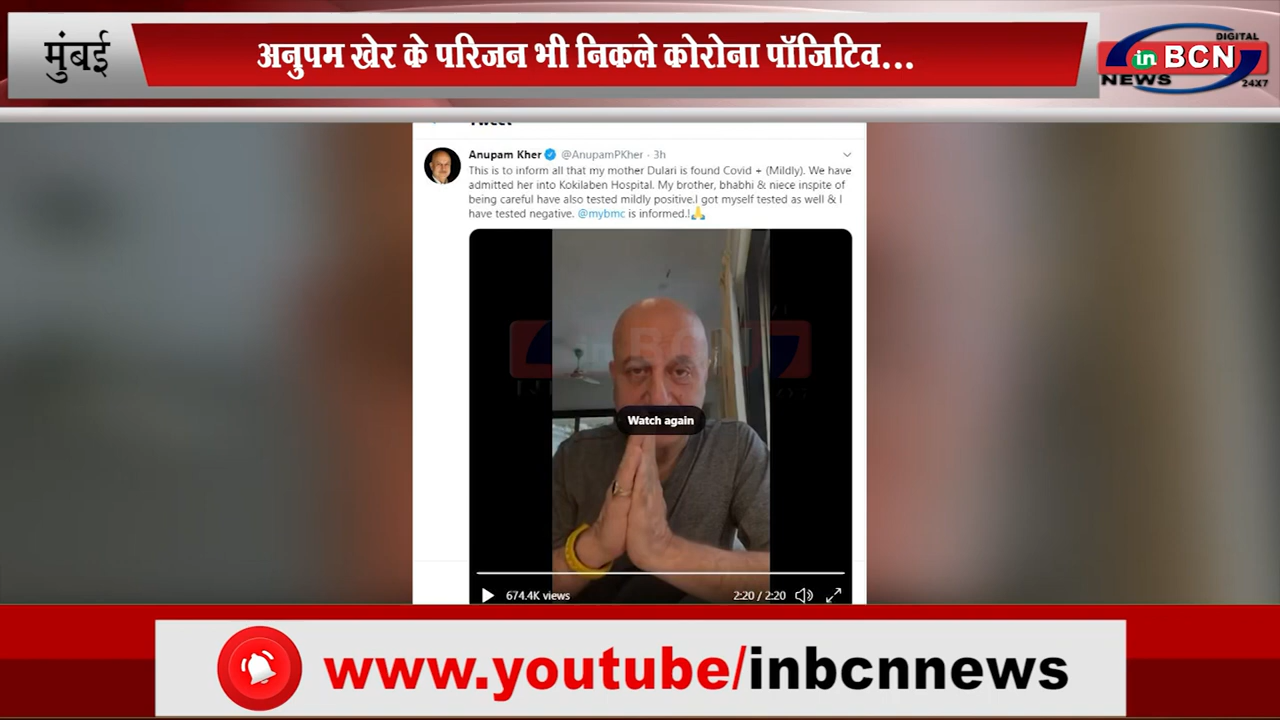 मुंबई
अनुपम खेर के परिजन भी निकले कोरोना पॉजिटिव...
DIGITAL
in BCN
NEWS
24X7
Tweet
Anupam Kher @AnupamPKher · 3h
This is to inform all that my mother Dulari is found Covid + (Mildly). We have
admitted her into Kokilaben Hospital. My brother, bhabhi & niece inspite of
being careful have also tested mildly positive.I got myself tested as well & I
have tested negative. @mybmc is informed.!🙏
Watch again
674.4K views
2:20 / 2:20
www.youtube/inbcnnews